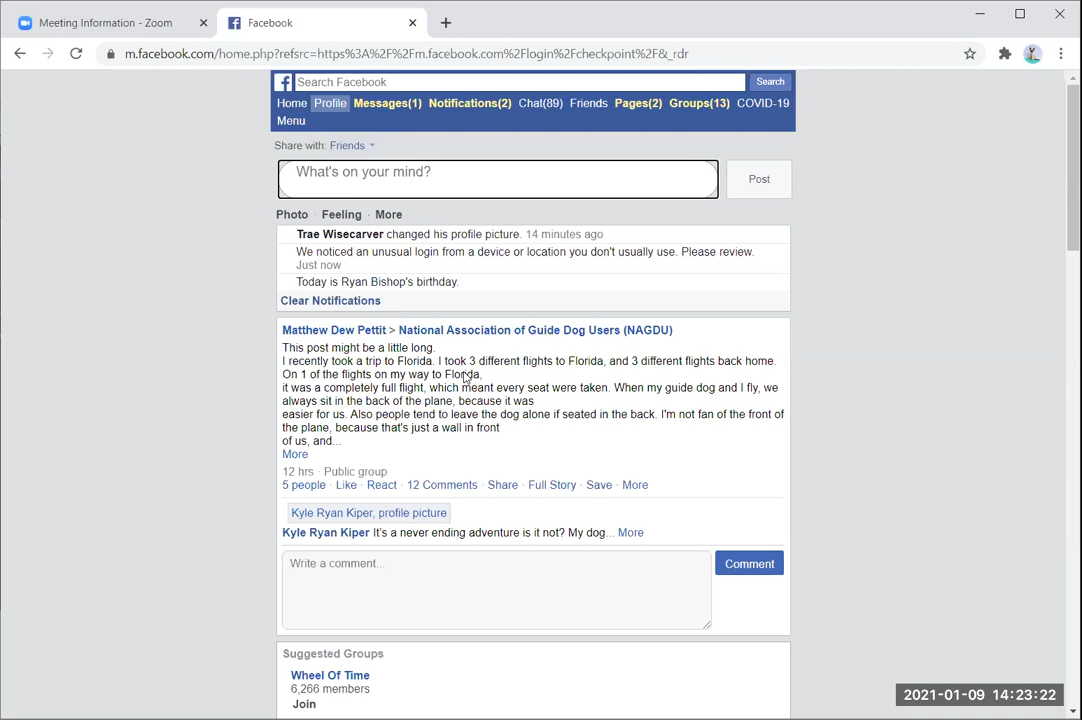 Meeting Information - Zoom
Facebook
m.facebook.com/home.php?refsrc=https%3A%2F%2Fm.facebook.com%2Flogin%2Fcheckpoint%2F&_rdr
Search Facebook
Search
Home Profile Messages(1) Notifications(2) Chat(89) Friends Pages(2) Groups(13) COVID-19
Menu
Share with: Friends
What's on your mind?
Post
Photo · Feeling · More
Trae Wisecarver changed his profile picture. 14 minutes ago
We noticed an unusual login from a device or location you don't usually use. Please review.
Just now
Today is Ryan Bishop's birthday.
Clear Notifications
Matthew Dew Pettit > National Association of Guide Dog Users (NAGDU)
This post might be a little long.
I recently took a trip to Florida. I took 3 different flights to Florida, and 3 different flights back home.
On 1 of the flights on my way to Florida,
it was a completely full flight, which meant every seat were taken. When my guide dog and I fly, we
always sit in the back of the plane, because it was
easier for us. Also people tend to leave the dog alone if seated in the back. I'm not fan of the front of
the plane, because that's just a wall in front
of us, and...
More
12 hrs · Public group
5 people · Like · React · 12 Comments · Share · Full Story · Save · More
Kyle Ryan Kiper, profile picture
Kyle Ryan Kiper It's a never ending adventure is it not? My dog... More
Write a comment...
Comment
Suggested Groups
Wheel Of Time
6,266 members
Join
2021-01-09 14:23:22